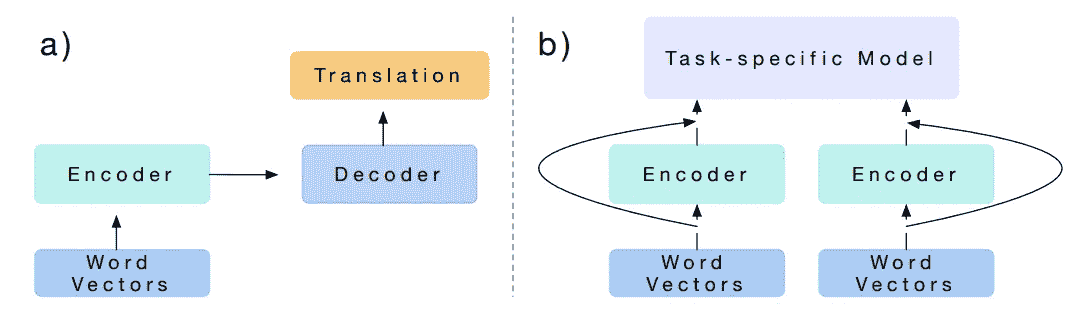 a)
Translation
Encoder
Decoder
Word
Vectors
b)
Task-specific Model
Encoder
Encoder
Word
Vectors
Word
Vectors